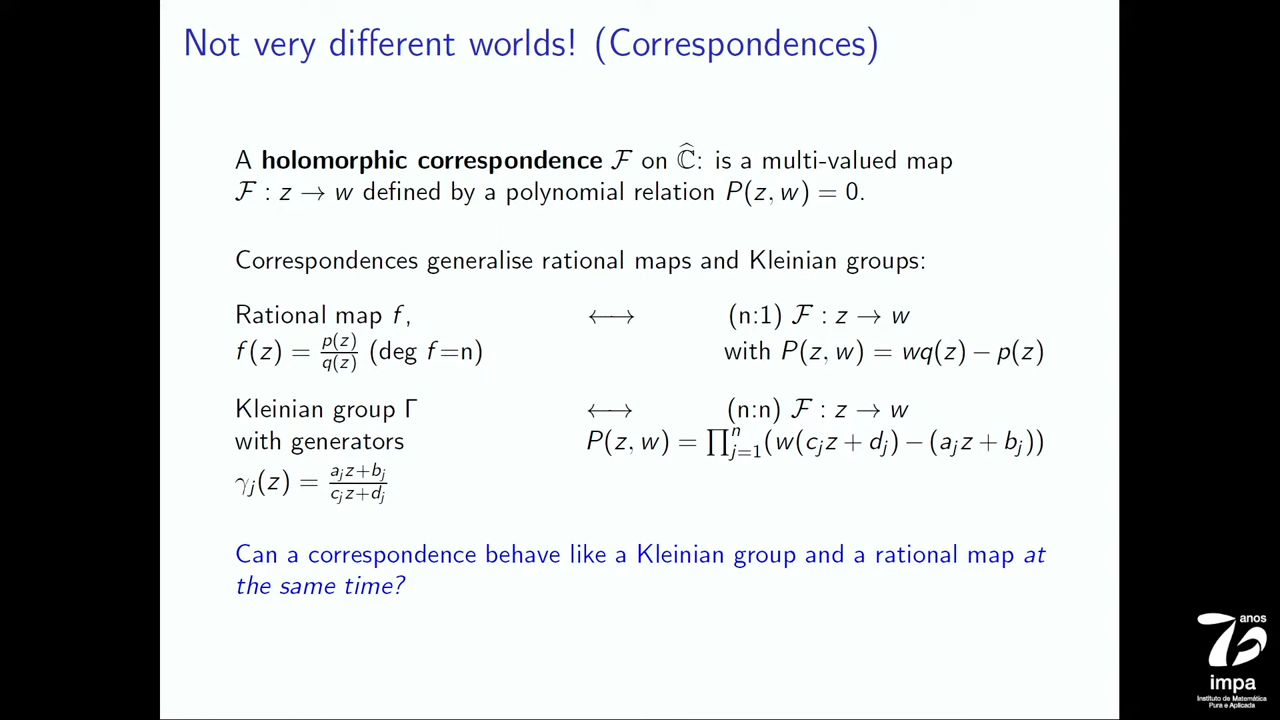 Not very different worlds! (Correspondences)
A holomorphic correspondence ℱ on ℂ̂: is a multi-valued map
ℱ : z → w defined by a polynomial relation P(z, w) = 0.
Correspondences generalise rational maps and Kleinian groups:
Rational map f, ⟷ (n:1) ℱ : z → w
f(z) = p(z)/q(z) (deg f=n) with P(z, w) = wq(z) − p(z)
Kleinian group Γ ⟷ (n:n) ℱ : z → w
with generators P(z, w) = ∏ⁿⱼ₌₁(w(cⱼz + dⱼ) − (aⱼz + bⱼ))
γⱼ(z) = aⱼz+bⱼ/cⱼz+dⱼ
Can a correspondence behave like a Kleinian group and a rational map at
the same time?
70 anos
impa
Instituto de Matemática
Pura e Aplicada